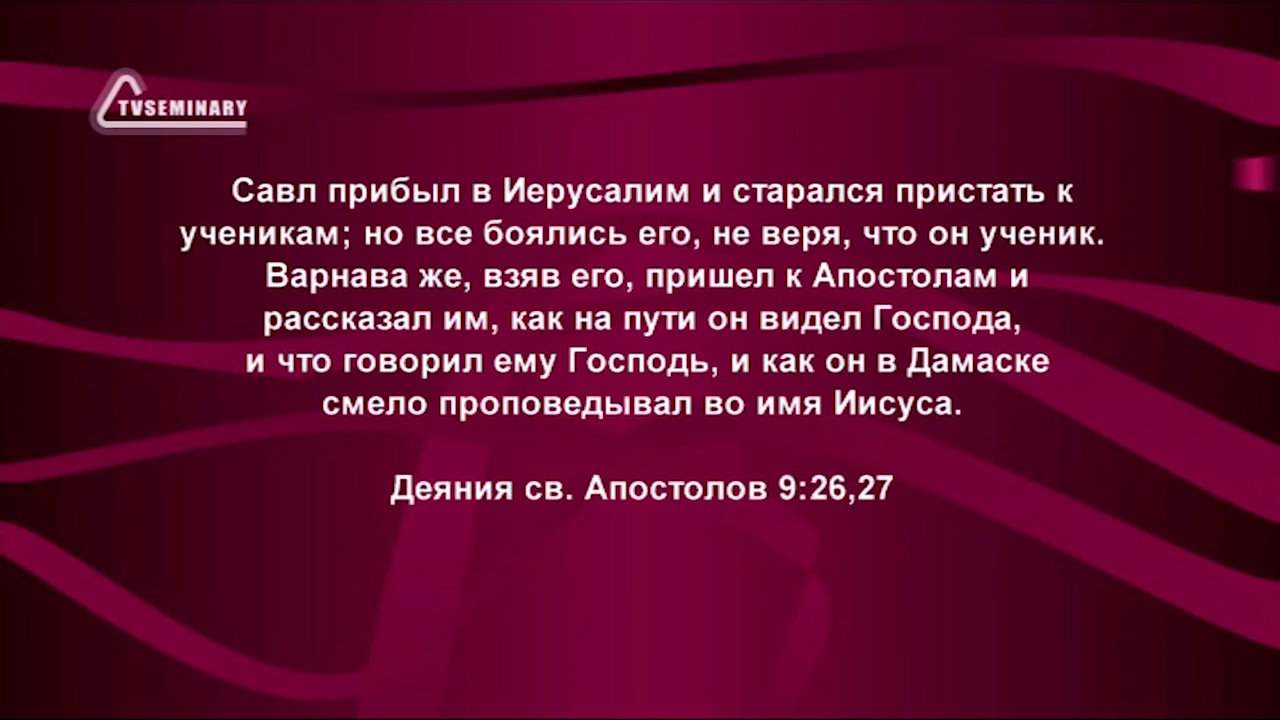 TVSEMINARY
Савл прибыл в Иерусалим и старался пристать к
ученикам; но все боялись его, не веря, что он ученик.
Варнава же, взяв его, пришел к Апостолам и
рассказал им, как на пути он видел Господа,
и что говорил ему Господь, и как он в Дамаске
смело проповедывал во имя Иисуса.
Деяния св. Апостолов 9:26,27